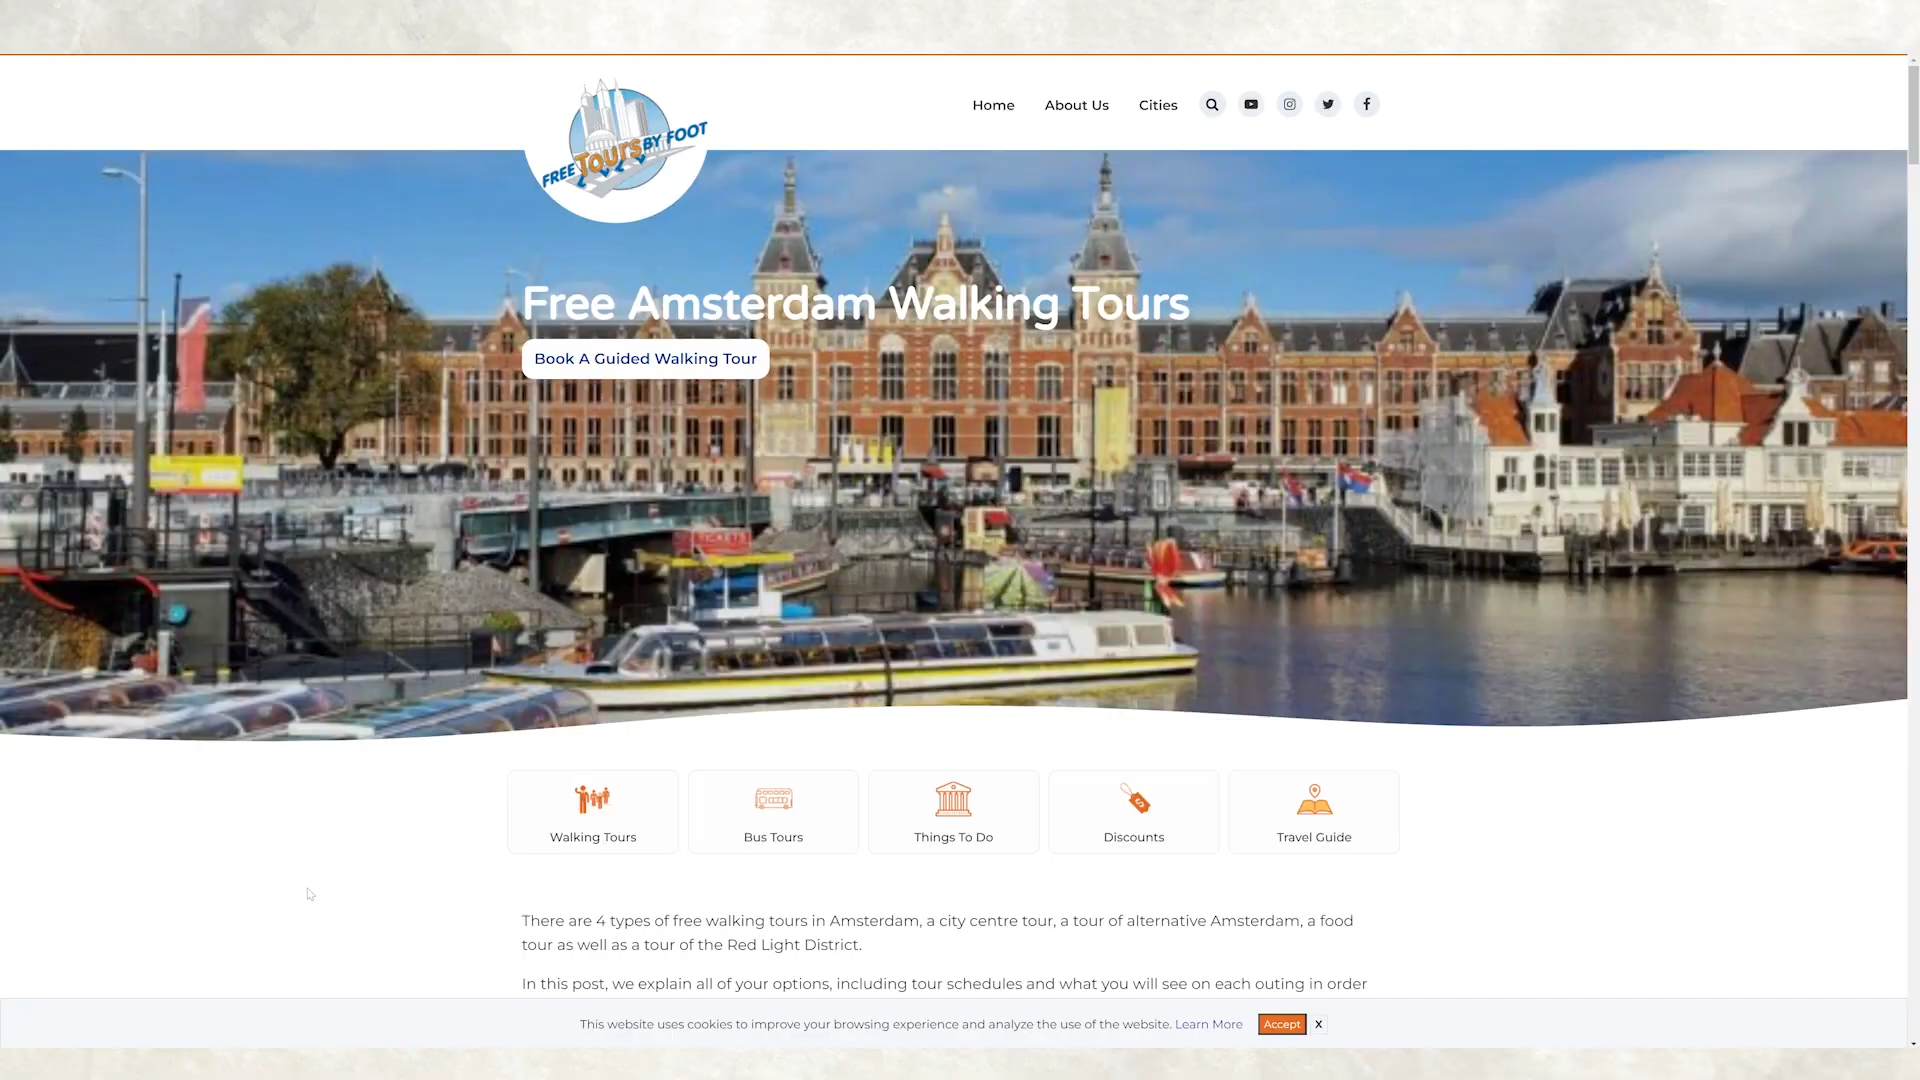 FREE TOURS BY FOOT
Home
About Us
Cities
Free Amsterdam Walking Tours
Book A Guided Walking Tour
TICKETS
Walking Tours
Bus Tours
Things To Do
Discounts
Travel Guide
There are 4 types of free walking tours in Amsterdam, a city centre tour, a tour of alternative Amsterdam, a food
tour as well as a tour of the Red Light District.
In this post, we explain all of your options, including tour schedules and what you will see on each outing in order
This website uses cookies to improve your browsing experience and analyze the use of the website. Learn More
Accept
X